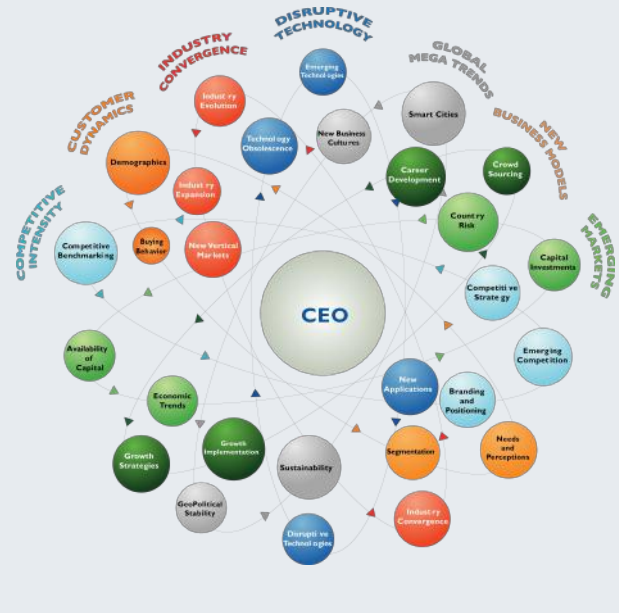 DISRUPTIVE
TECHNOLOGY
INDUSTRY
CONVERGENCE
GLOBAL
MEGA TRENDS
CUSTOMER
DYNAMICS
NEW
BUSINESS MODELS
COMPETITIVE
INTENSITY
EMERGING
MARKETS
Emerging
Technologies
Industry
Evolution
Smart Cities
Technology
Obsolescence
New Business
Cultures
Demographics
Career
Development
Crowd
Sourcing
Industry
Expansion
Country
Risk
Competitive
Benchmarking
Buying
Behavior
New Vertical
Markets
Capital
Investments
Competitive
Strategy
CEO
Availability
of
Capital
Emerging
Competition
New
Applications
Economic
Trends
Branding
and
Positioning
Growth
Strategies
Growth
Implementation
Sustainability
Segmentation
Needs
and
Perceptions
GeoPolitical
Stability
Industry
Convergence
Disruptive
Technologies